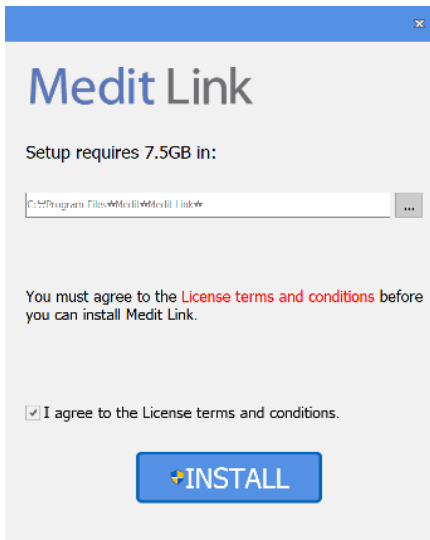 Medit Link
Setup requires 7.5GB in:
C:₩Program Files₩Medit₩Medit Link₩
...
You must agree to the License terms and conditions before
you can install Medit Link.
I agree to the License terms and conditions.
INSTALL